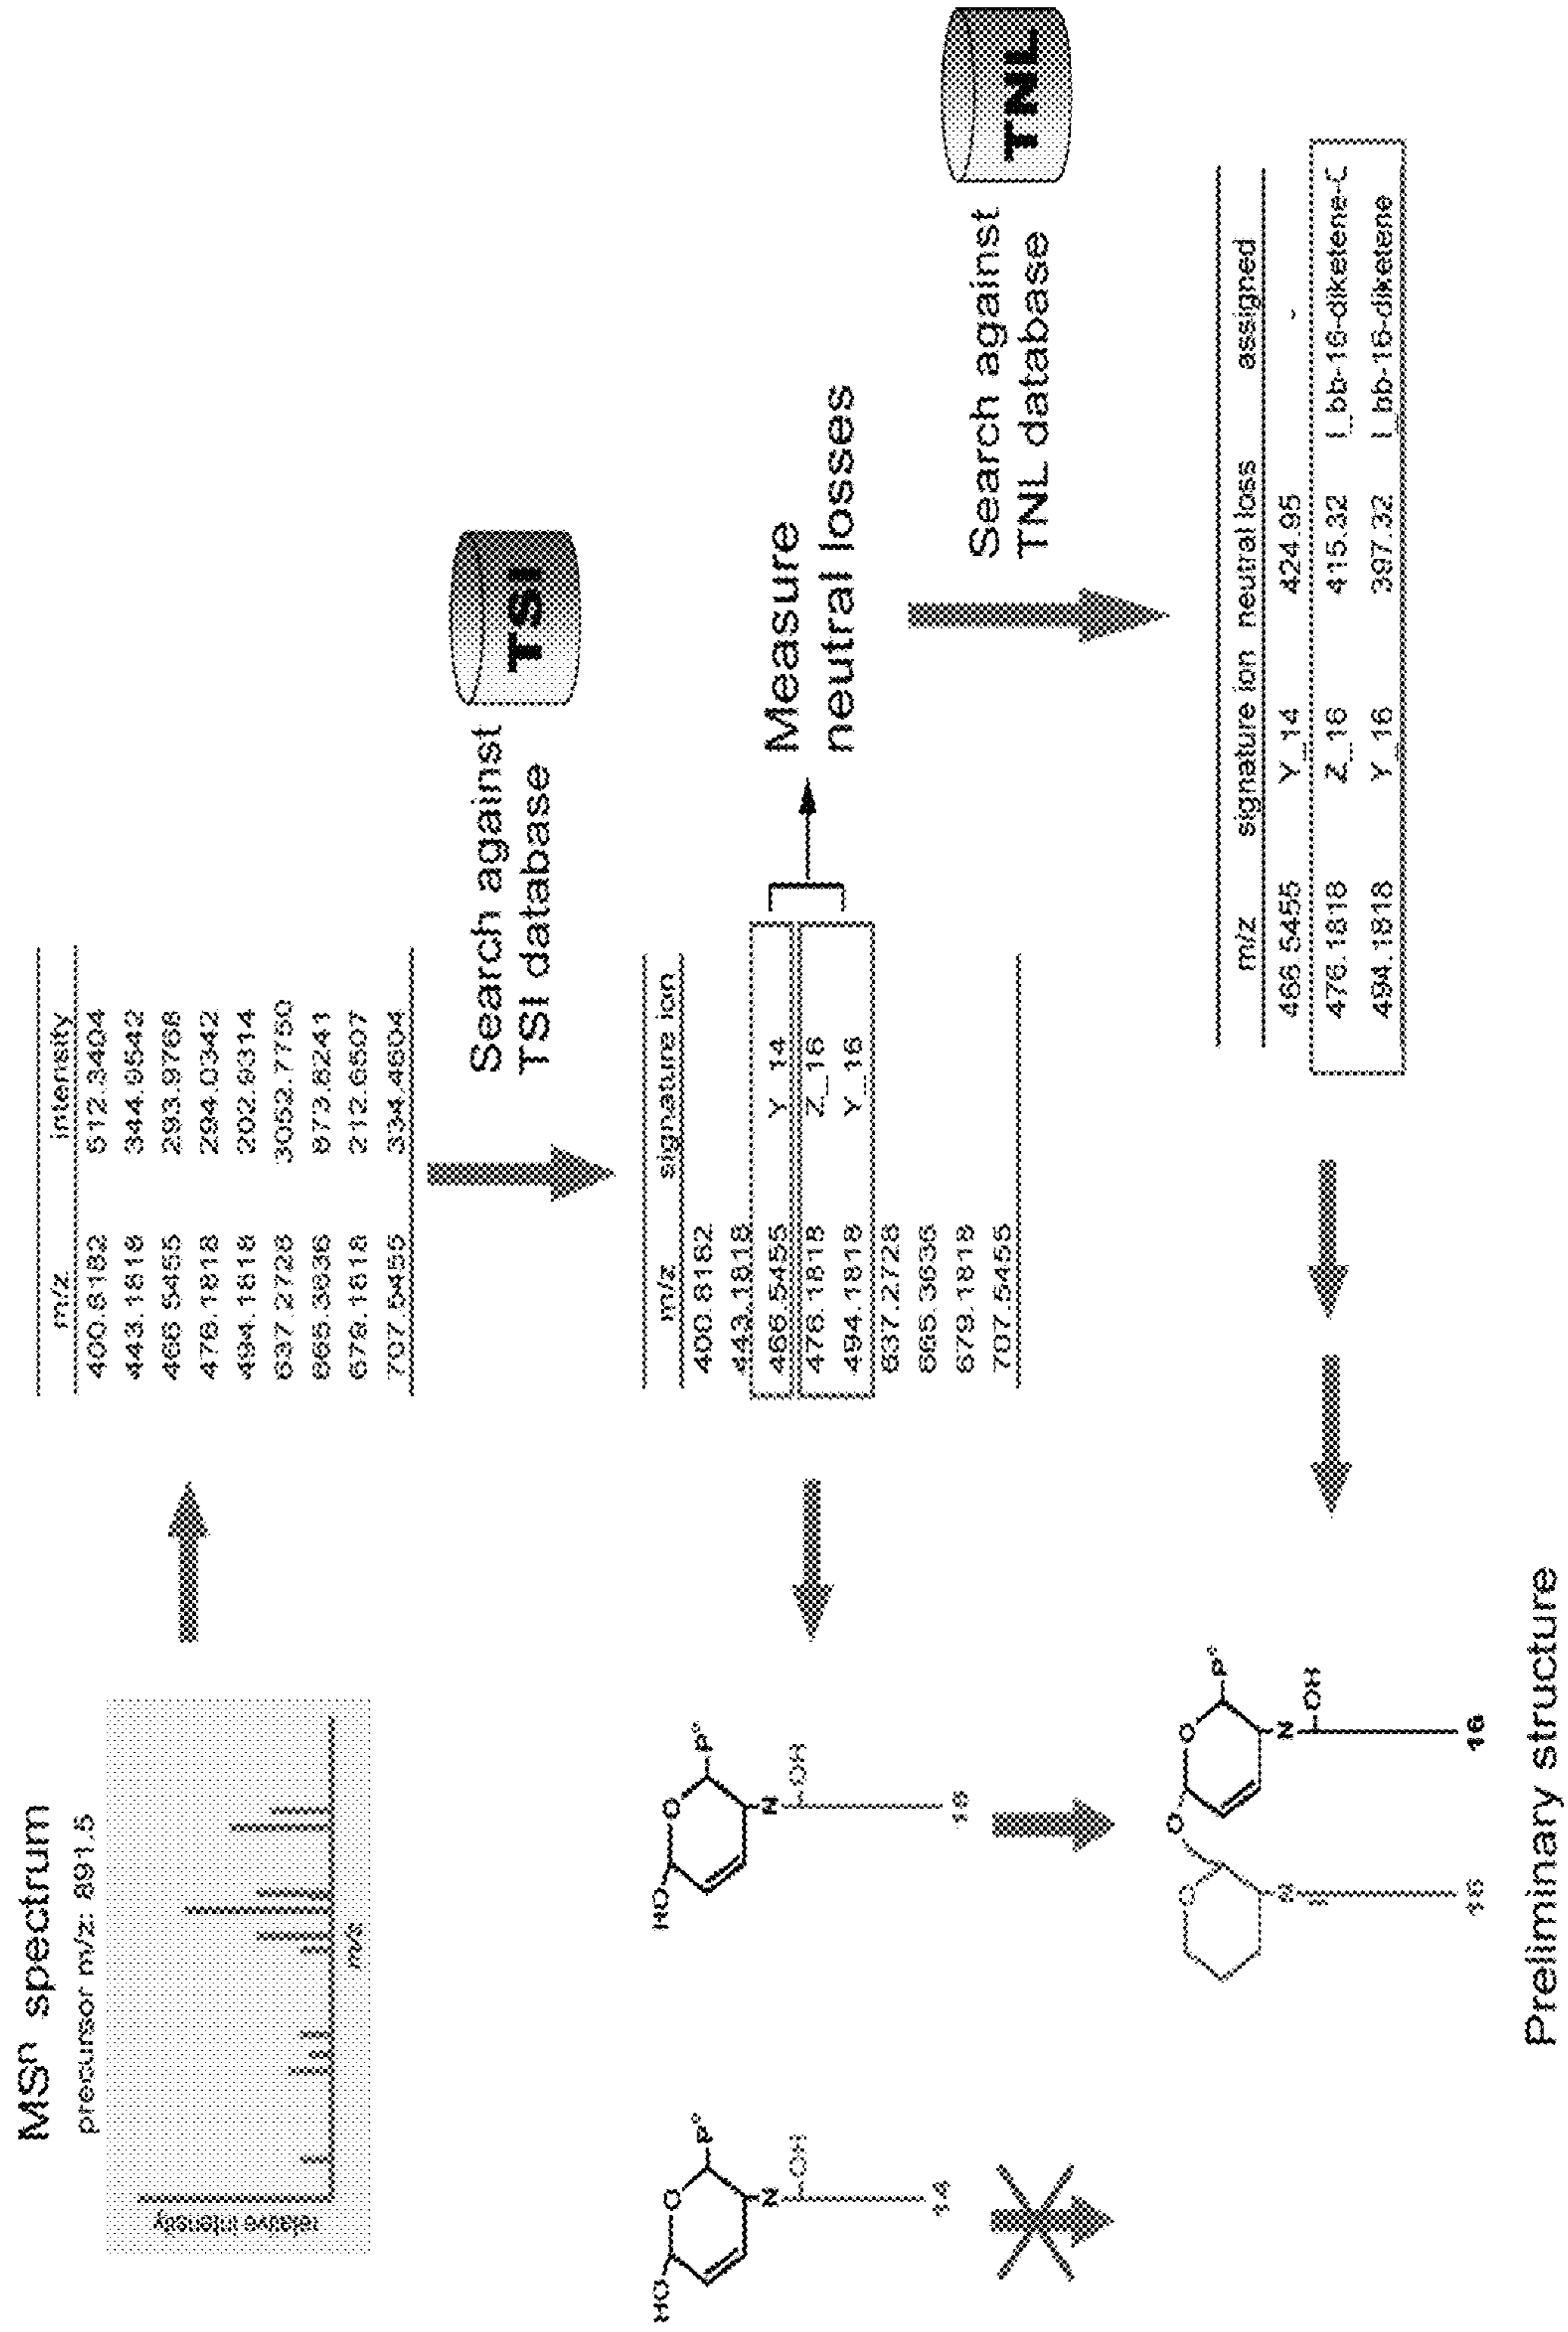 MSⁿ spectrum
precursor m/z: 891.5
relative intensity
m/z
m/z intensity
400.8182 512.3404
443.1818 344.9542
466.5455 293.9768
476.1818 294.0342
494.1818 202.9314
637.2728 3052.7750
665.3636 873.8241
679.1818 212.6507
707.5455 334.4604
Search against
TSI database
TSI
m/z signature ion
400.8182
443.1818
466.5455 Y_14
476.1818 Z_16
494.1818 Y_16
637.2728
665.3636
679.1818
707.5455
Measure
neutral losses
Search against
TNL database
TNL
m/z signature ion neutral loss assigned
466.5455 Y_14 424.95 -
476.1818 Z_16 415.32 l_bb-16-diketene-C
494.1818 Y_16 397.32 l_bb-16-diketene
HO O P° N OH 14
HO O P° N OH 16
O O O P° N N OH 16 16
Preliminary structure